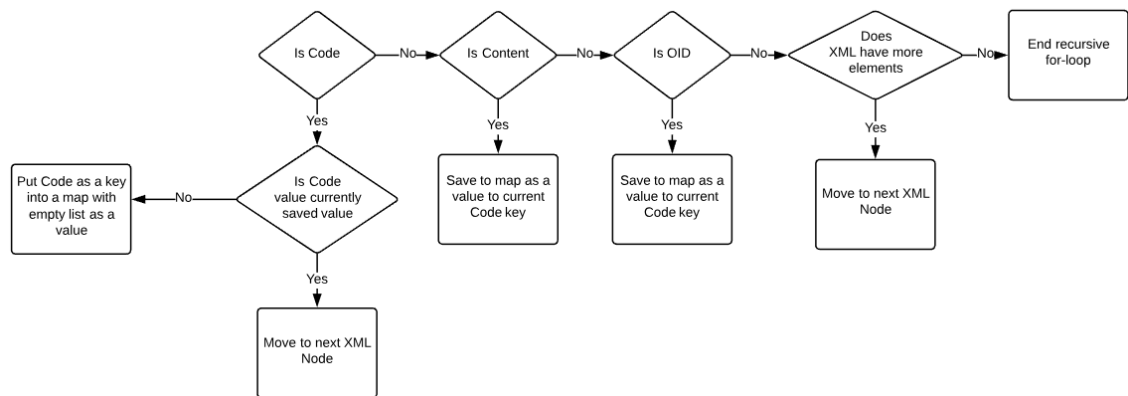 Is Code
No
Is Content
No
Is OID
No
Does
XML have more
elements
No
End recursive
for-loop
Yes
Yes
Yes
Yes
Put Code as a key
into a map with
empty list as a
value
No
Is Code
value currently
saved value
Save to map as a
value to current
Code key
Save to map as a
value to current
Code key
Move to next XML
Node
Yes
Move to next XML
Node